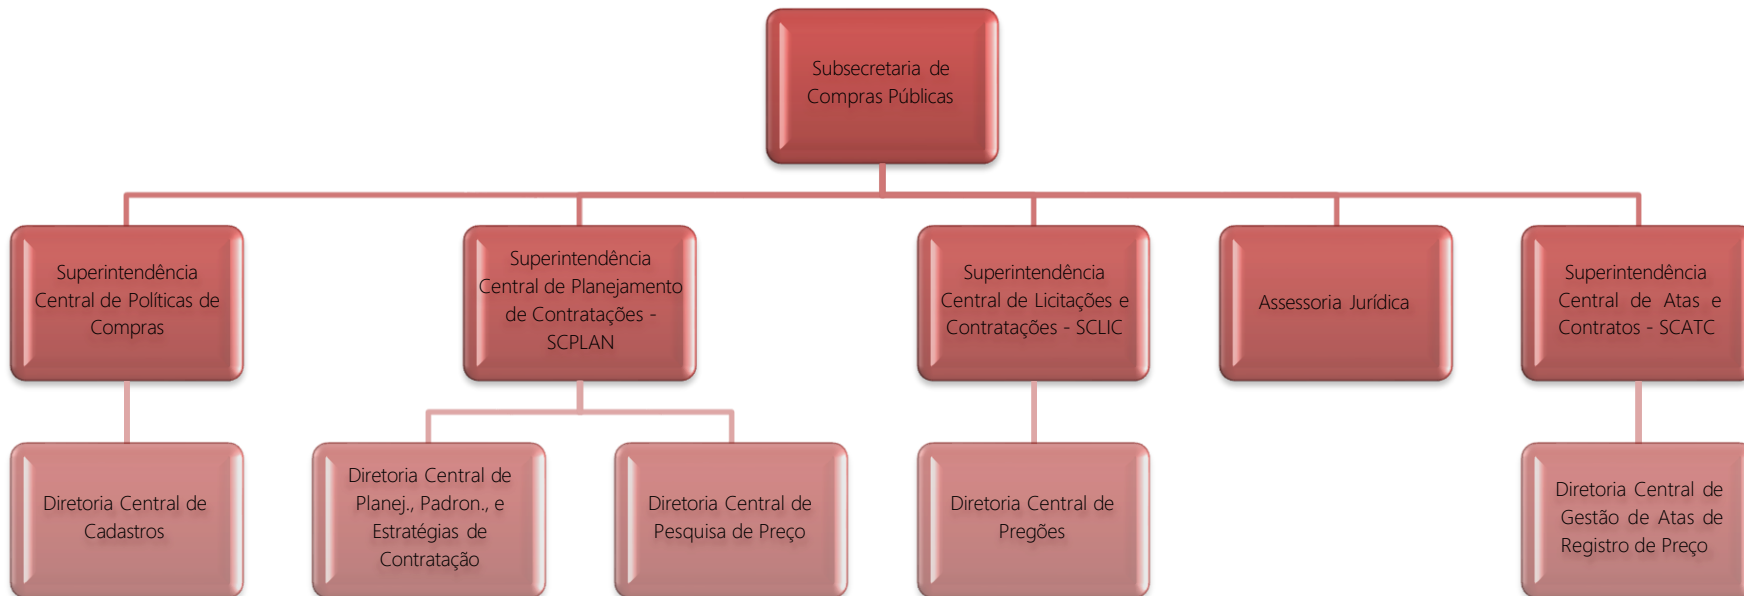 Subsecretaria de
Compras Públicas
Superintendência
Central de Políticas de
Compras
Superintendência
Central de Planejamento
de Contratações -
SCPLAN
Superintendência
Central de Licitações e
Contratações - SCLIC
Assessoria Jurídica
Superintendência
Central de Atas e
Contratos - SCATC
Diretoria Central de
Cadastros
Diretoria Central de
Planej., Padron., e
Estratégias de
Contratação
Diretoria Central de
Pesquisa de Preço
Diretoria Central de
Pregões
Diretoria Central de
Gestão de Atas de
Registro de Preço